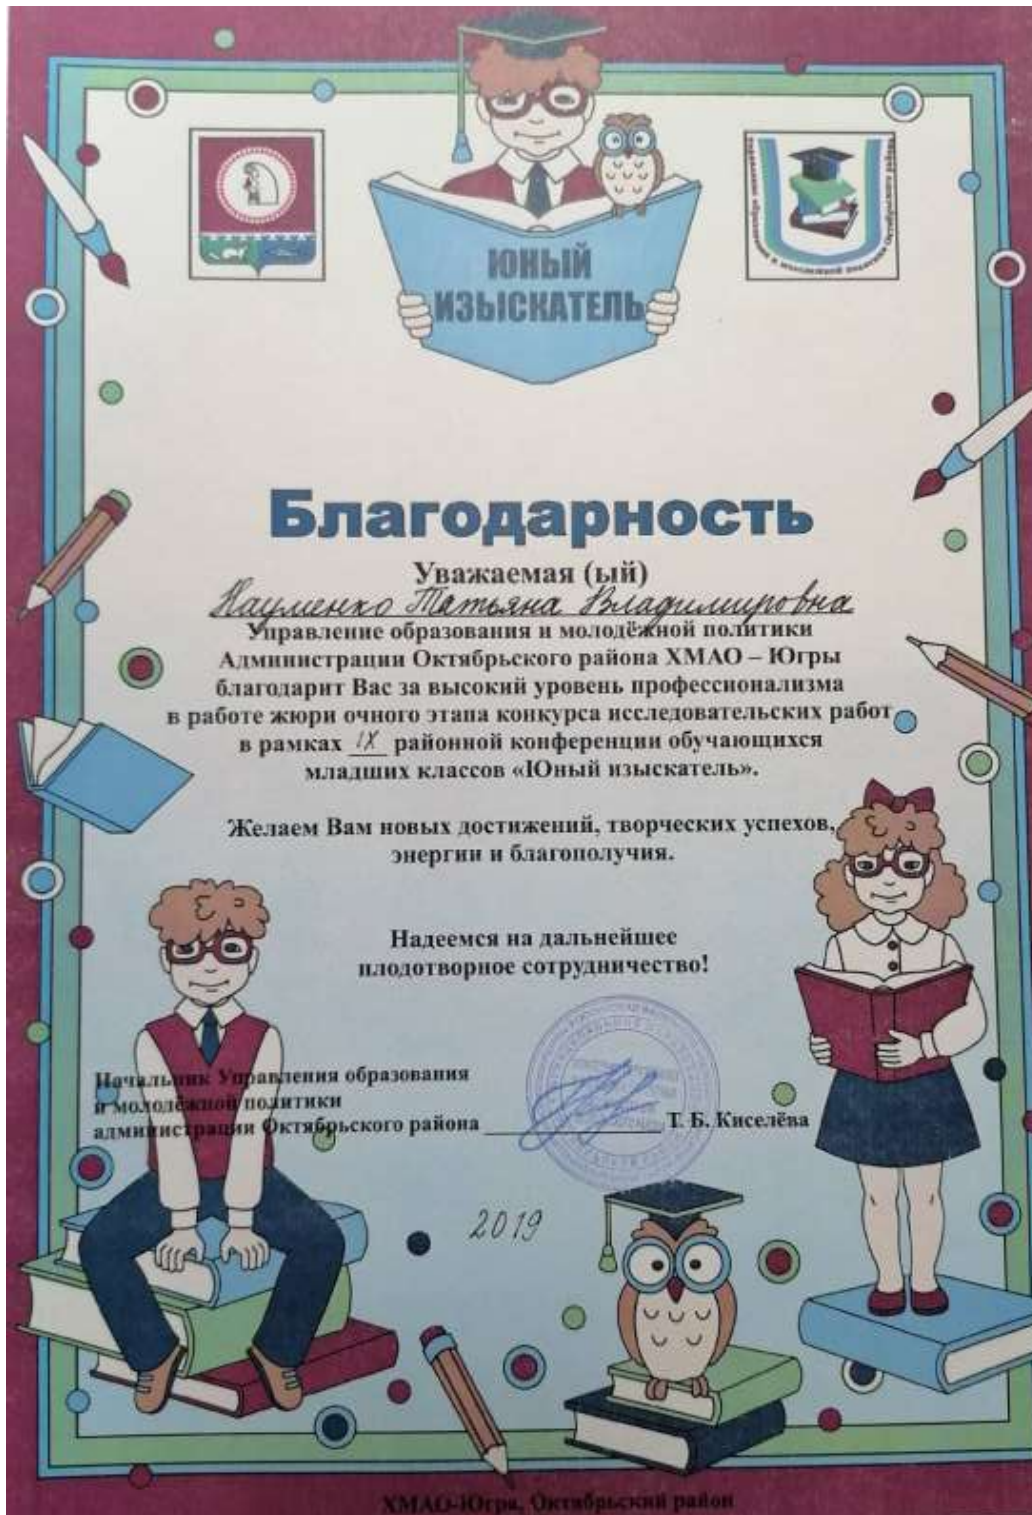 ЮНЫЙ
ИЗЫСКАТЕЛЬ
Благодарность
Уважаемая (ый)
Науменко Татьяна Владимировна
Управление образования и молодёжной политики
Администрации Октябрьского района ХМАО – Югры
благодарит Вас за высокий уровень профессионализма
в работе жюри очного этапа конкурса исследовательских работ
в рамках IX районной конференции обучающихся
младших классов «Юный изыскатель».
Желаем Вам новых достижений, творческих успехов,
энергии и благополучия.
Надеемся на дальнейшее
плодотворное сотрудничество!
Начальник Управления образования
и молодёжной политики
администрации Октябрьского района Т. Б. Киселёва
2019
ХМАО-Югра, Октябрьский район